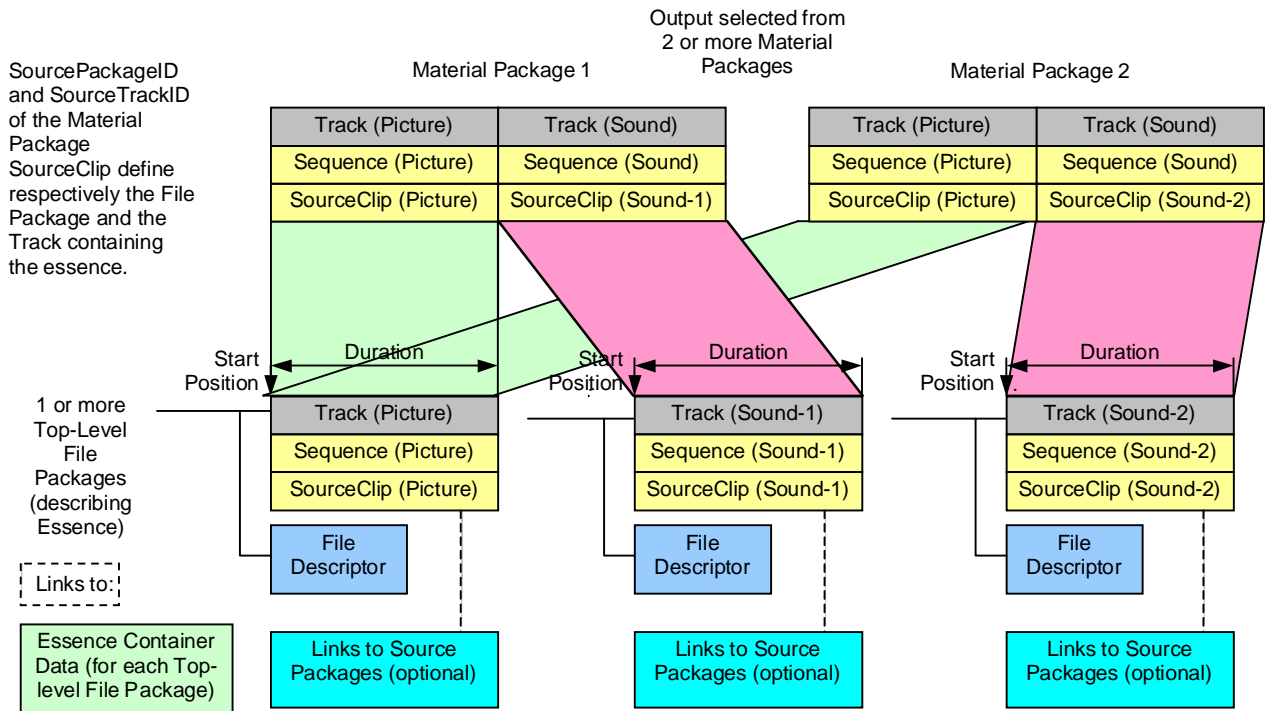 Output selected from
2 or more Material
Packages
SourcePackageID
and SourceTrackID
of the Material
Package
SourceClip define
respectively the File
Package and the
Track containing
the essence.
Material Package 1
Material Package 2
Track (Picture)
Track (Sound)
Track (Picture)
Track (Sound)
Sequence (Picture)
Sequence (Sound)
Sequence (Picture)
Sequence (Sound)
SourceClip (Picture)
SourceClip (Sound-1)
SourceClip (Picture)
SourceClip (Sound-2)
Start
Position
Duration
Start
Position
Duration
Start
Position
Duration
1 or more
Top-Level
File
Packages
(describing
Essence)
Track (Picture)
Track (Sound-1)
Track (Sound-2)
Sequence (Picture)
Sequence (Sound-1)
Sequence (Sound-2)
SourceClip (Picture)
SourceClip (Sound-1)
SourceClip (Sound-2)
File
Descriptor
File
Descriptor
File
Descriptor
Links to:
Essence Container
Data (for each Top-
level File Package)
Links to Source
Packages (optional)
Links to Source
Packages (optional)
Links to Source
Packages (optional)